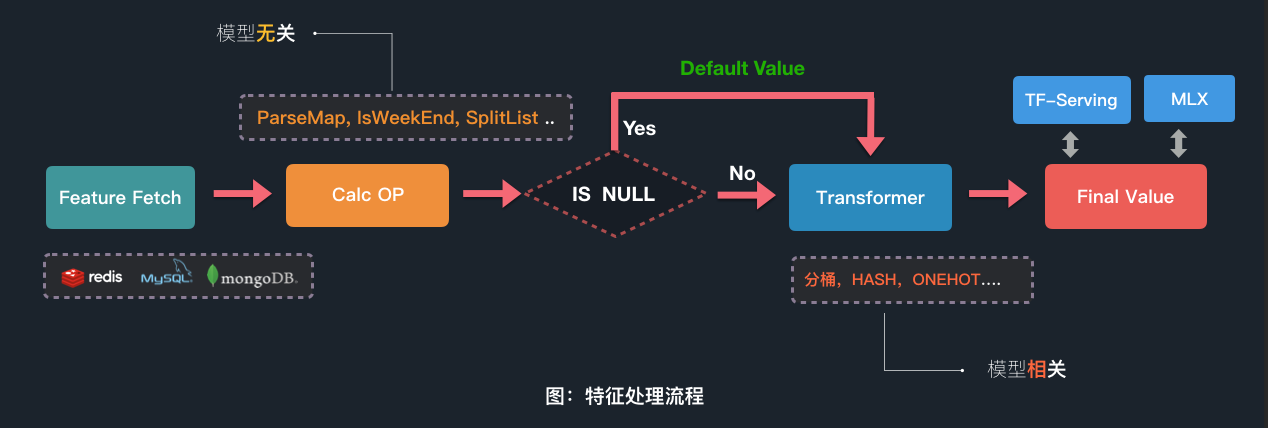 模型无关
Default Value
ParseMap, IsWeekEnd, SplitList ..
Yes
TF-Serving
MLX
Feature Fetch
Calc OP
IS NULL
No
Transformer
Final Value
redis
MySQL
mongoDB.
分桶，HASH，ONEHOT....
模型相关
图：特征处理流程